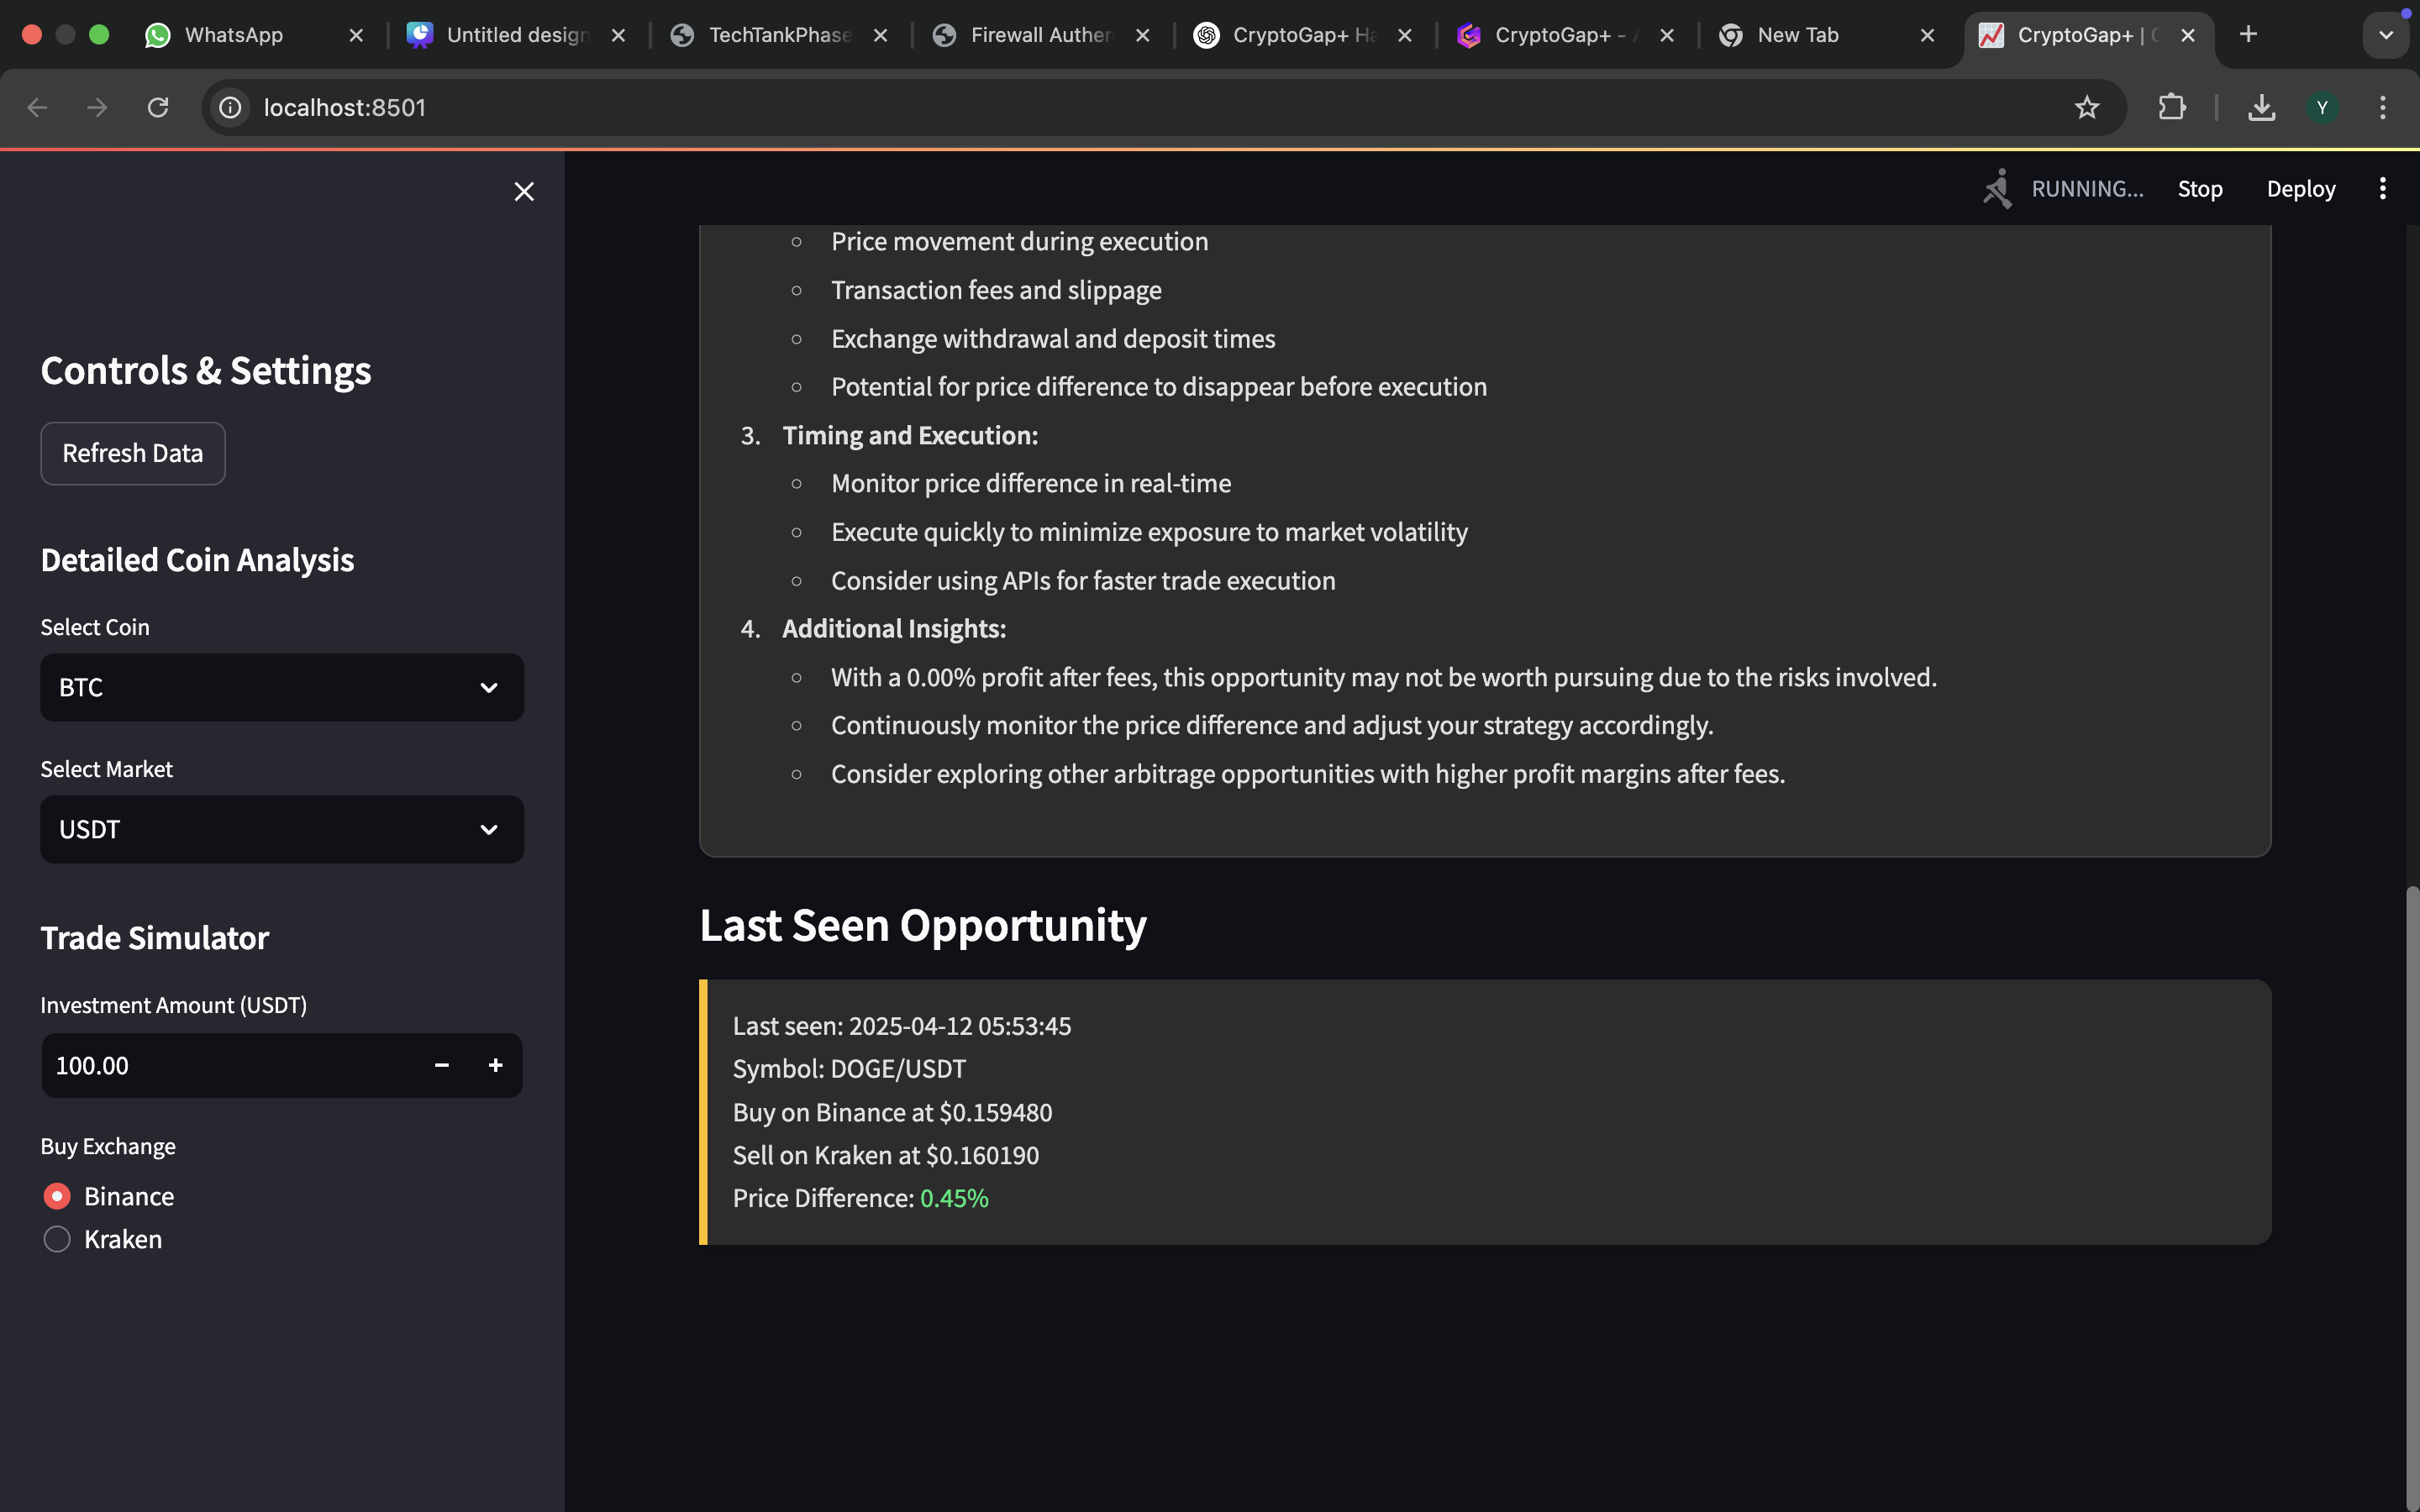 WhatsApp
Untitled design
TechTankPhase
Firewall Authen
CryptoGap+ Ha
CryptoGap+ - A
New Tab
CryptoGap+ | C
localhost:8501
Y
RUNNING...
Stop
Deploy
Controls & Settings
Refresh Data
Detailed Coin Analysis
Select Coin
BTC
Select Market
USDT
Trade Simulator
Investment Amount (USDT)
100.00
Buy Exchange
Binance
Kraken
Price movement during execution
Transaction fees and slippage
Exchange withdrawal and deposit times
Potential for price difference to disappear before execution
3. Timing and Execution:
Monitor price difference in real-time
Execute quickly to minimize exposure to market volatility
Consider using APIs for faster trade execution
4. Additional Insights:
With a 0.00% profit after fees, this opportunity may not be worth pursuing due to the risks involved.
Continuously monitor the price difference and adjust your strategy accordingly.
Consider exploring other arbitrage opportunities with higher profit margins after fees.
Last Seen Opportunity
Last seen: 2025-04-12 05:53:45
Symbol: DOGE/USDT
Buy on Binance at $0.159480
Sell on Kraken at $0.160190
Price Difference: 0.45%